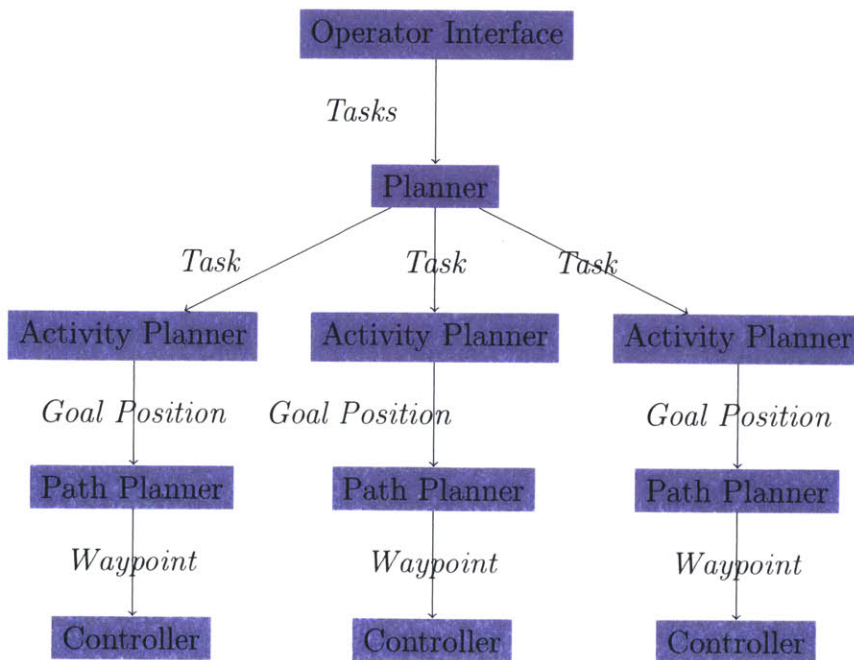 Operator Interface
Tasks
Planner
Task Task Task
Activity Planner Activity Planner Activity Planner
Goal Position Goal Position Goal Position
Path Planner Path Planner Path Planner
Waypoint Waypoint Waypoint
Controller Controller Controller